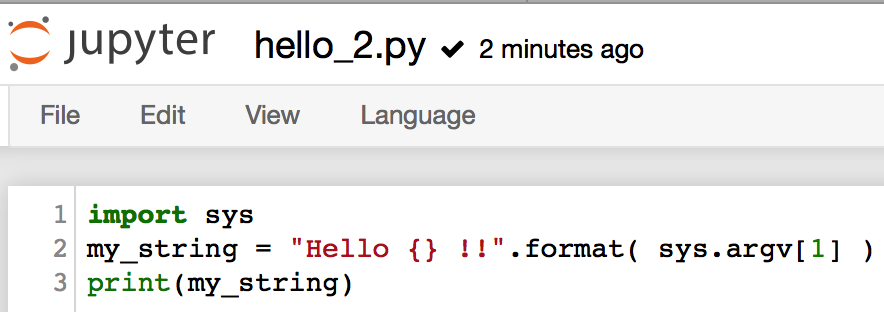 jupyter hello_2.py ✔ 2 minutes ago
File Edit View Language
1 import sys
2 my_string = "Hello {} !!".format( sys.argv[1] )
3 print(my_string)